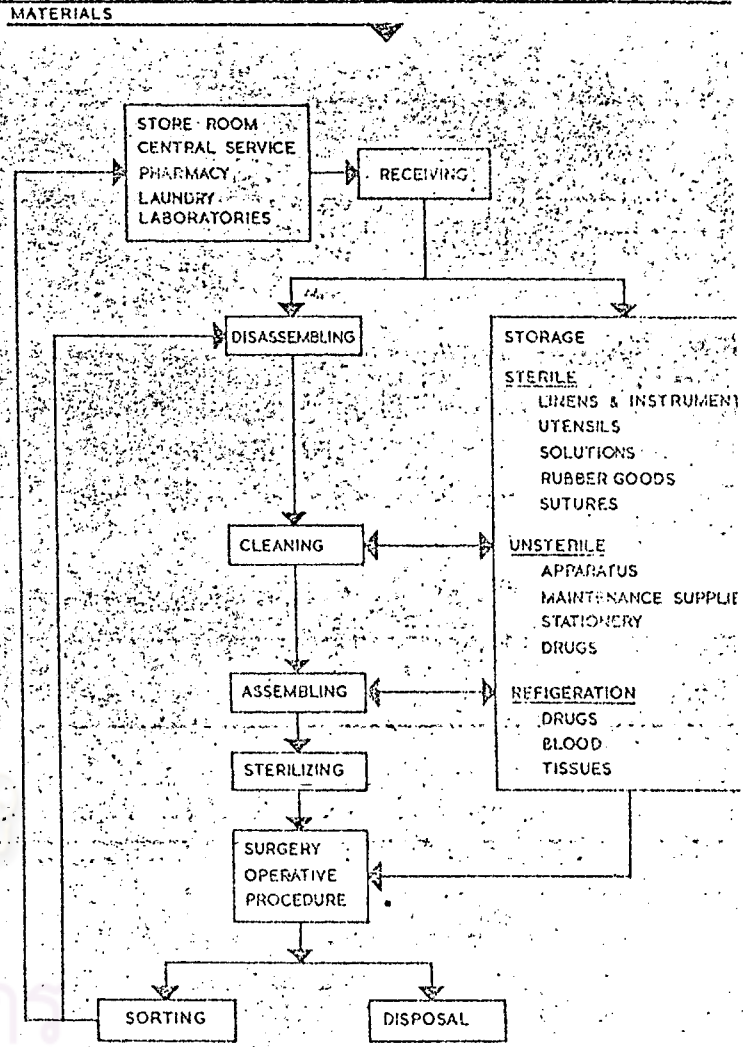 MATERIALS
STORE ROOM
CENTRAL SERVICE
PHARMACY
LAUNDRY
LABORATORIES
RECEIVING
DISASSEMBLING
STORAGE
STERILE
LINENS & INSTRUMENT
UTENSILS
SOLUTIONS
RUBBER GOODS
SUTURES
CLEANING
UNSTERILE
APPARATUS
MAINTENANCE SUPPLIE
STATIONERY
DRUGS
ASSEMBLING
REFIGERATION
DRUGS
BLOOD
TISSUES
STERILIZING
SURGERY
OPERATIVE
PROCEDURE
SORTING
DISPOSAL